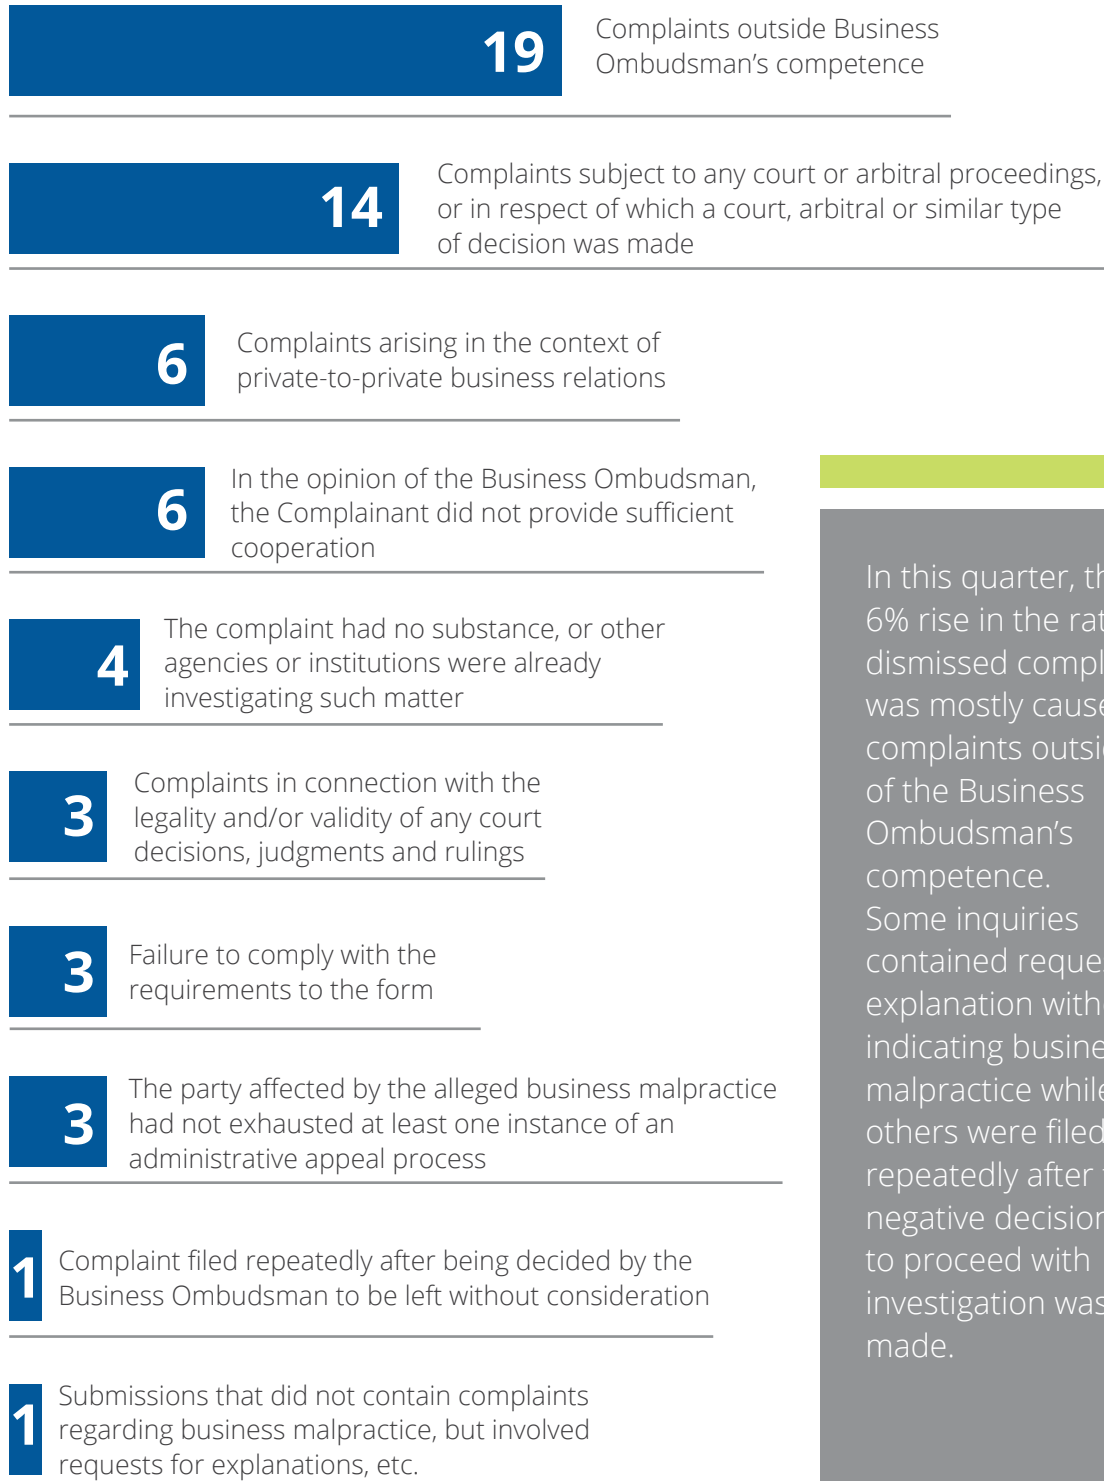 19
Complaints outside Business
Ombudsman's competence
14
Complaints subject to any court or arbitral proceedings,
or in respect of which a court, arbitral or similar type
of decision was made
6
Complaints arising in the context of
private-to-private business relations
6
In the opinion of the Business Ombudsman,
the Complainant did not provide sufficient
cooperation
4
The complaint had no substance, or other
agencies or institutions were already
investigating such matter
3
Complaints in connection with the
legality and/or validity of any court
decisions, judgments and rulings
3
Failure to comply with the
requirements to the form
3
The party affected by the alleged business malpractice
had not exhausted at least one instance of an
administrative appeal process
1
Complaint filed repeatedly after being decided by the
Business Ombudsman to be left without consideration
1
Submissions that did not contain complaints
regarding business malpractice, but involved
requests for explanations, etc.
In this quarter,
6% rise in the
dismissed
was mostly
complaints
of the Business
Ombudsman's
competence.
Some inquiries
contained
explanation
indicating
malpractice while
others were filed
repeatedly after
negative decision
to proceed with
investigation was
made.